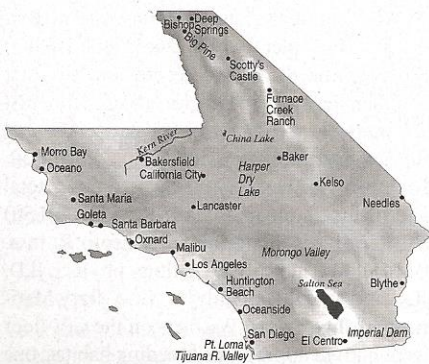 Bishop
Deep
Springs
Big Pine
Scotty's
Castle
Furnace
Creek
Ranch
Kern River
China Lake
Morro Bay
Oceano
Bakersfield
California City
Harper
Dry
Lake
Baker
Kelso
Needles
Santa Maria
Goleta
Santa Barbara
Lancaster
Oxnard
Malibu
Los Angeles
Morongo Valley
Huntington
Beach
Salton Sea
Blythe
Oceanside
San Diego
El Centro
Imperial Dam
Pt. Loma
Tijuana R. Valley